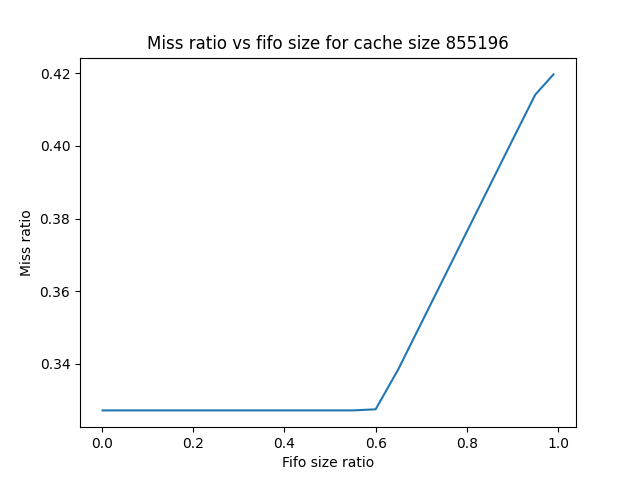 Miss ratio vs fifo size for cache size 855196
0.42
0.40
0.38
0.36
0.34
Miss ratio
0.0 0.2 0.4 0.6 0.8 1.0
Fifo size ratio